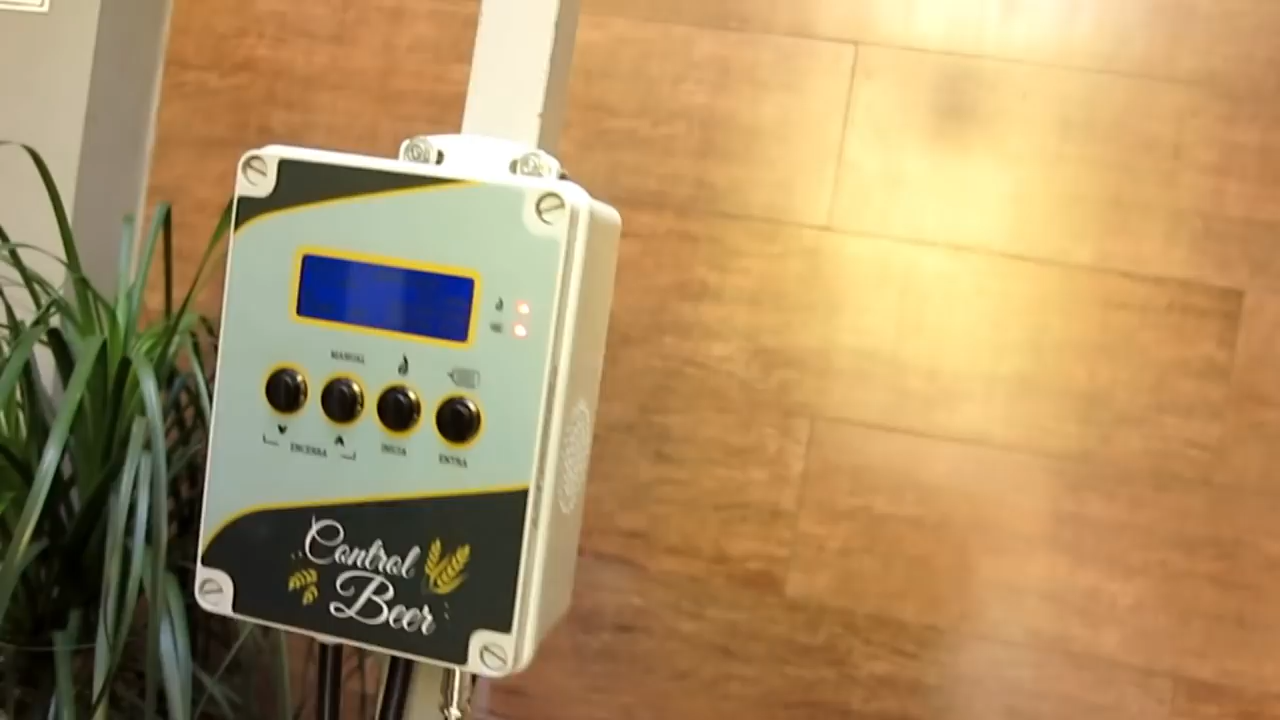 MANUAL
ENCERRA
INICIA
ENTRA
Control
Beer